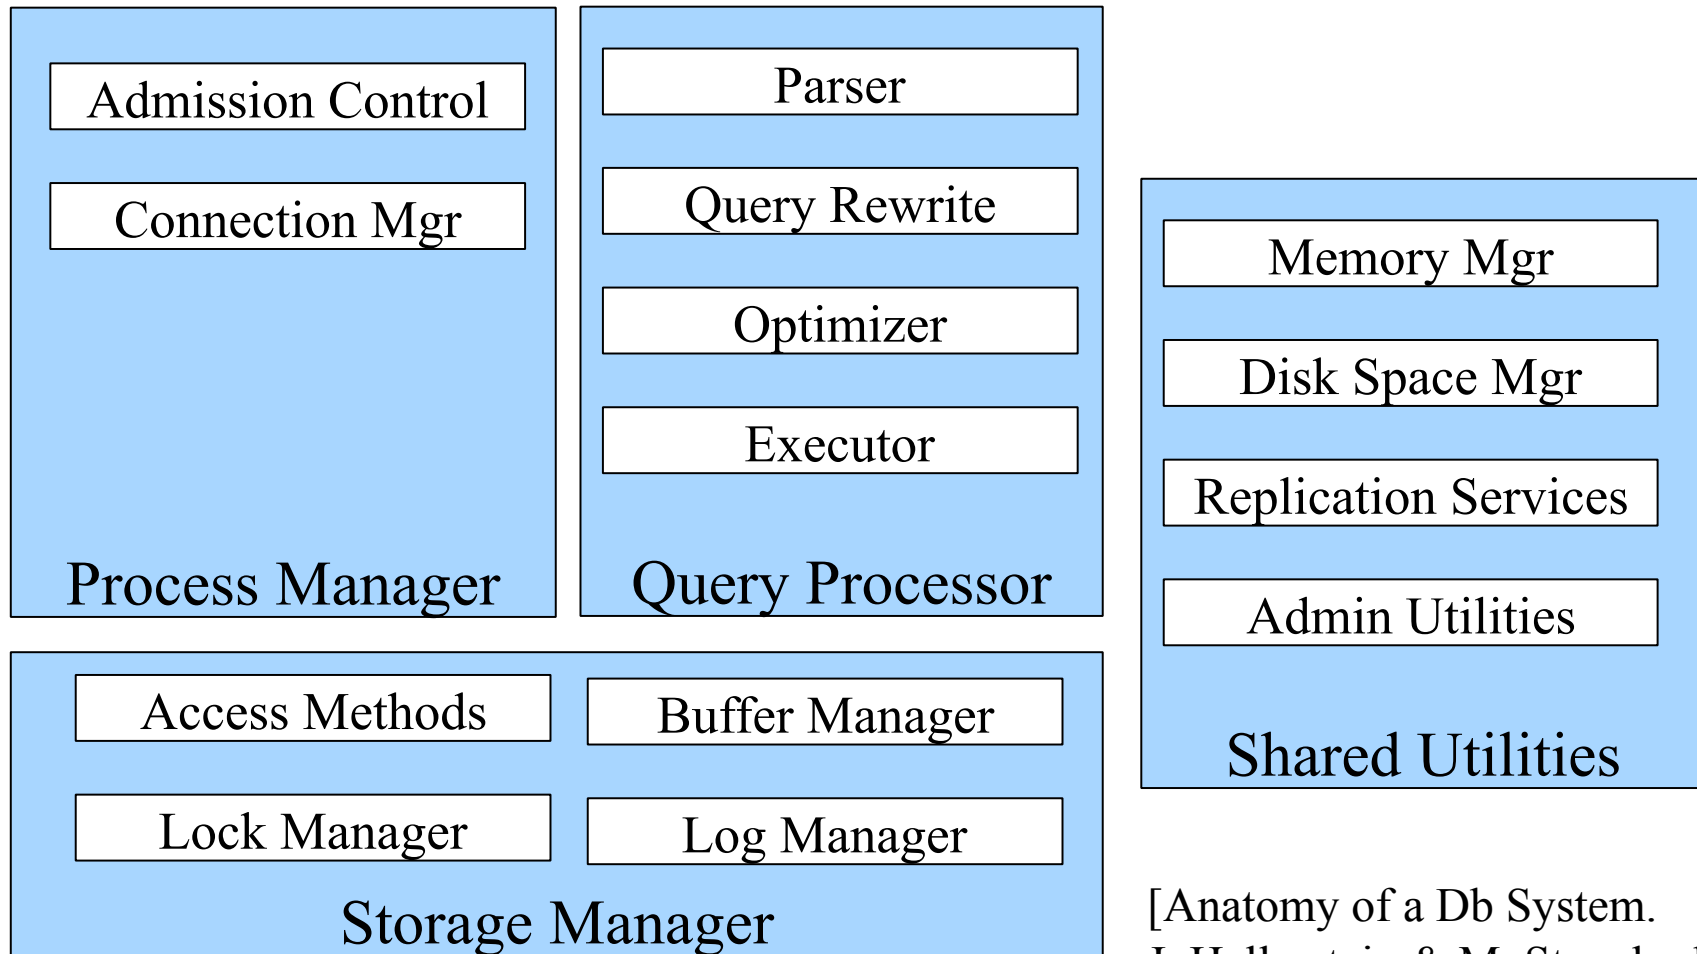 Admission Control
Connection Mgr
Process Manager
Parser
Query Rewrite
Optimizer
Executor
Query Processor
Memory Mgr
Disk Space Mgr
Replication Services
Admin Utilities
Shared Utilities
Access Methods
Buffer Manager
Lock Manager
Log Manager
Storage Manager
[Anatomy of a Db System.